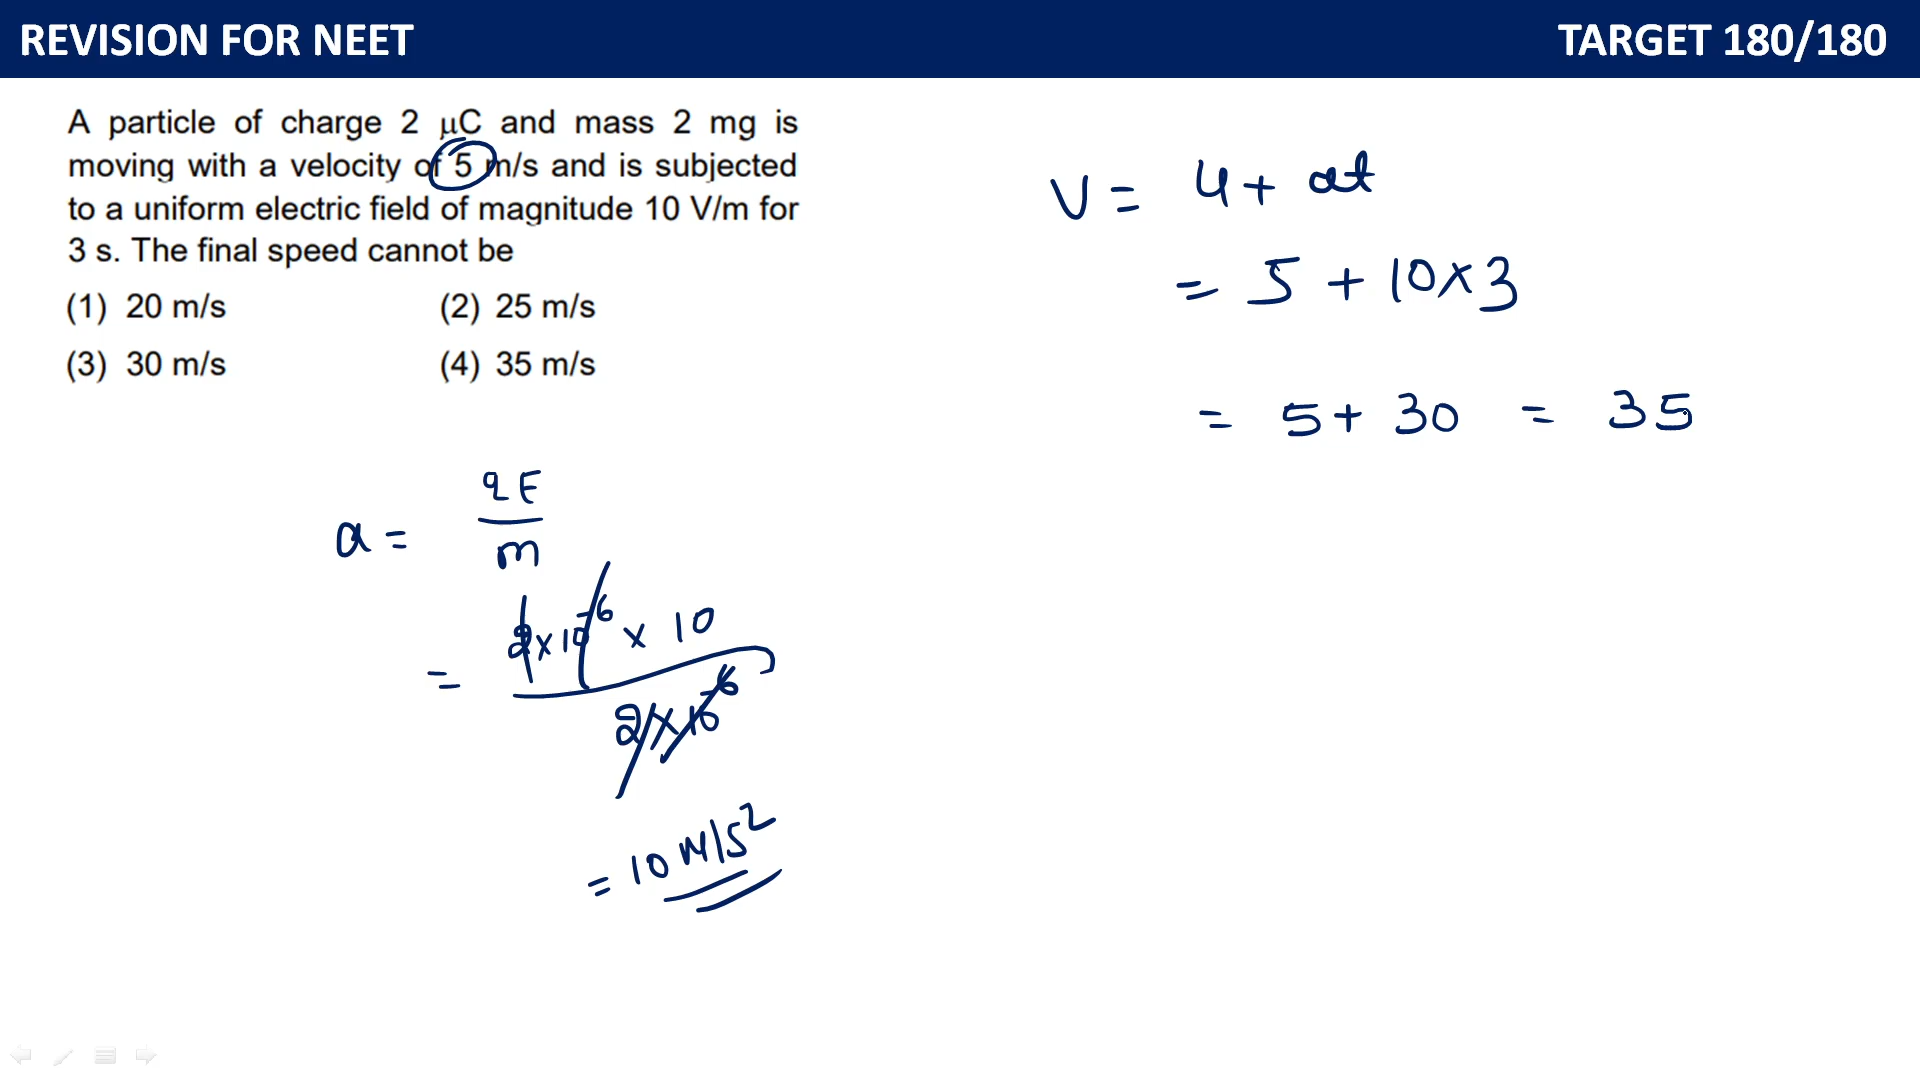 REVISION FOR NEET
TARGET 180/180
A particle of charge 2 μC and mass 2 mg is
moving with a velocity of 5 m/s and is subjected
to a uniform electric field of magnitude 10 V/m for
3 s. The final speed cannot be
(1) 20 m/s (2) 25 m/s
(3) 30 m/s (4) 35 m/s
a = qE/m
= 2×10⁻⁶ × 10 / 2×10⁻⁶
= 10 M/S²
V = u + at
= 5 + 10×3
= 5 + 30 = 35